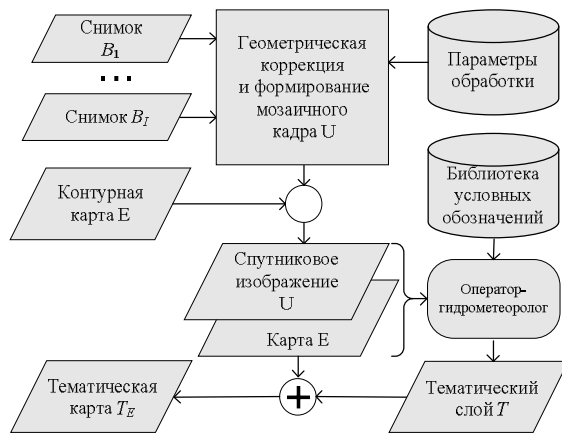 Снимок
B₁
...
Снимок B_I
Геометрическая
коррекция
и формирование
мозаичного
кадра U
Параметры
обработки
Контурная
карта E
Библиотека
условных
обозначений
Спутниковое
изображение
U
Карта E
Оператор-
гидрометеоролог
Тематическая
карта T_E
+
Тематический
слой T